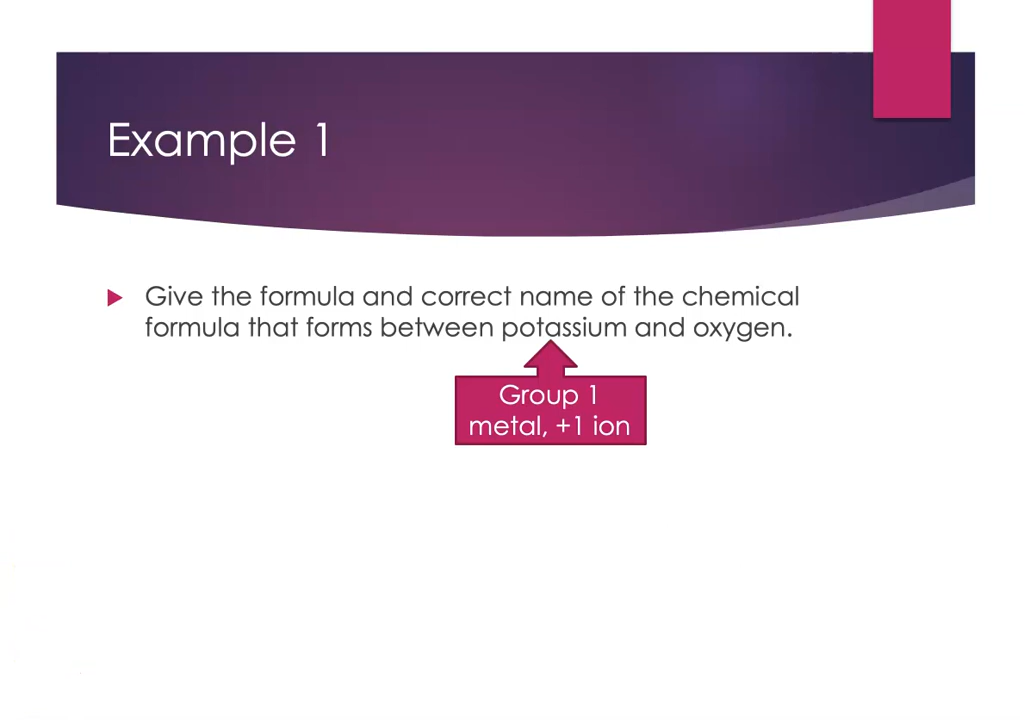 Example 1
Give the formula and correct name of the chemical
formula that forms between potassium and oxygen.
Group 1
metal, +1 ion